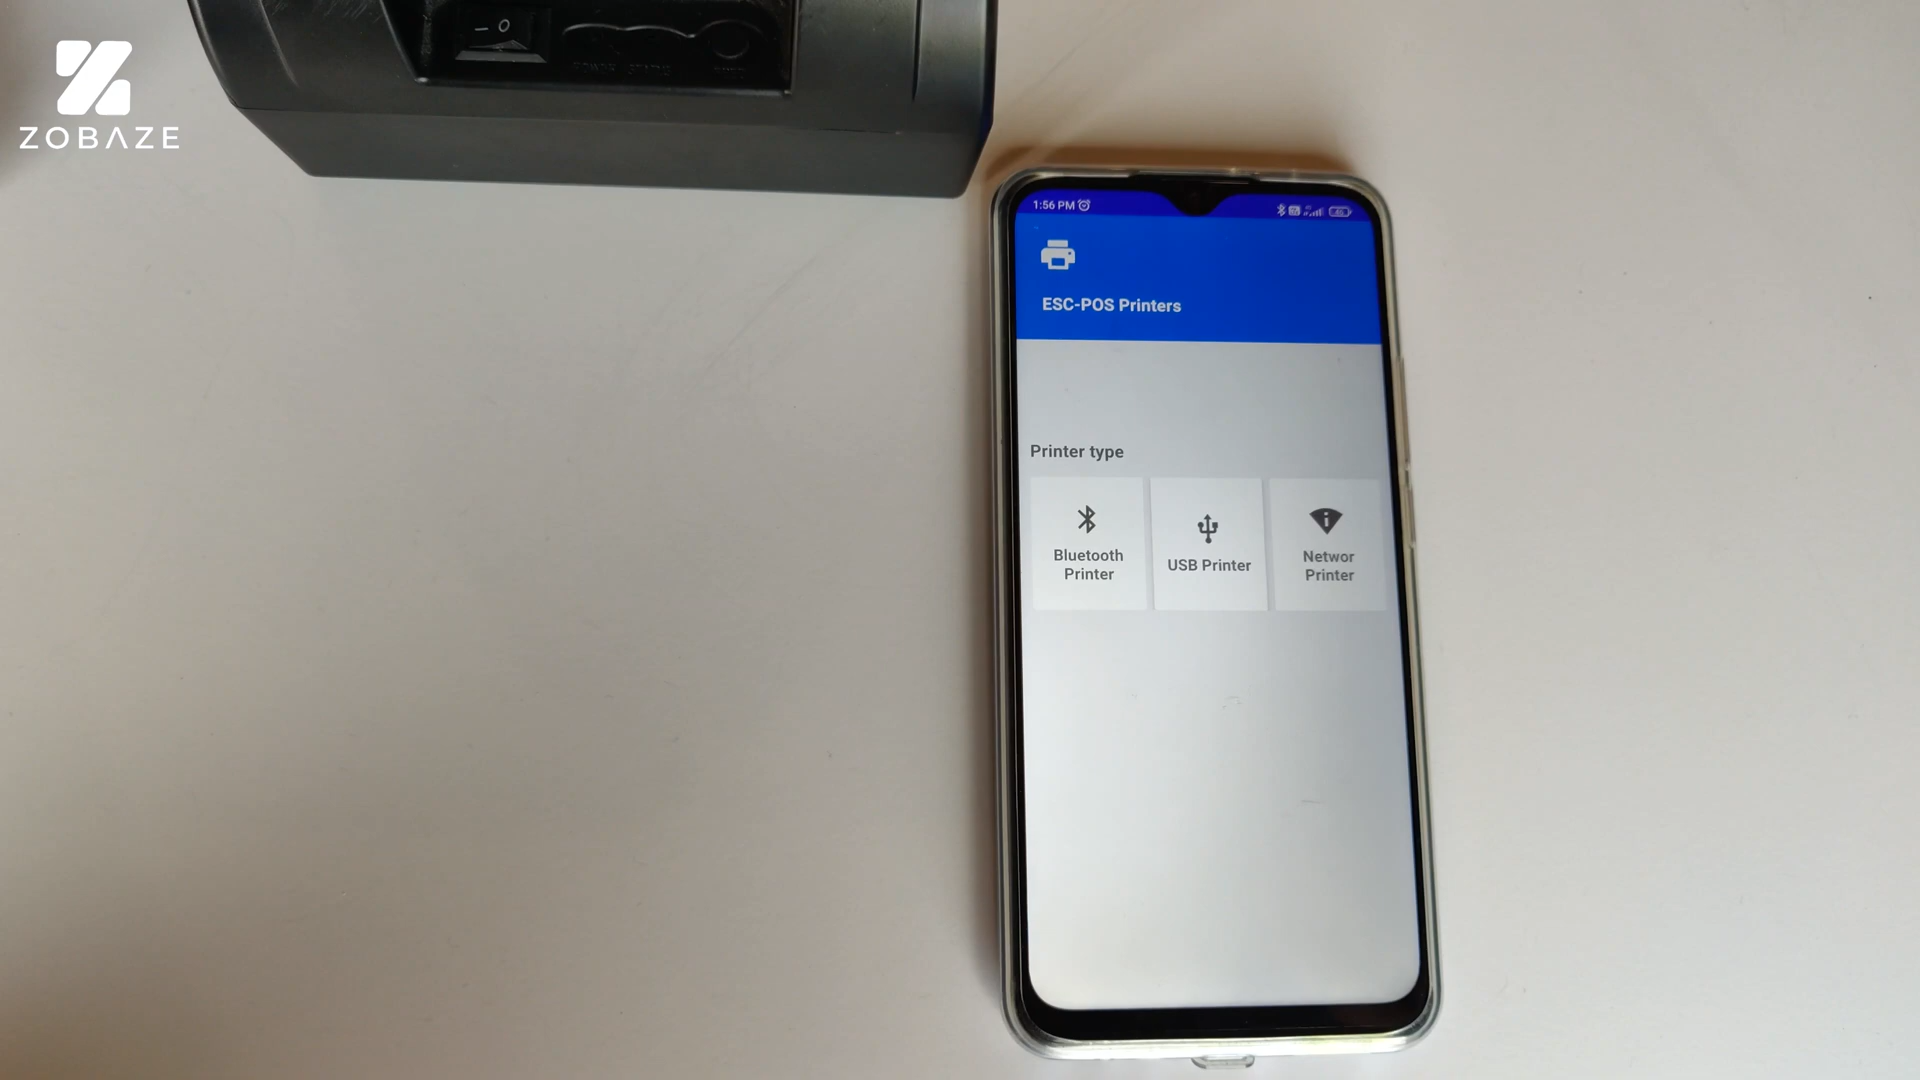 ZOBAZE
1:56 PM
ESC-POS Printers
Printer type
Bluetooth
Printer
USB Printer
Networ
Printer